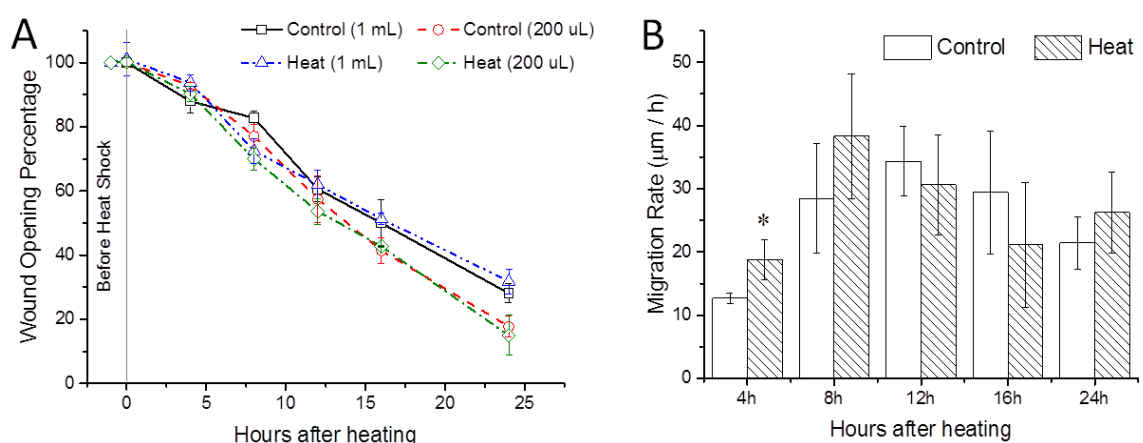 A
Control (1 mL)
Control (200 uL)
Heat (1 mL)
Heat (200 uL)
Wound Opening Percentage
100
80
60
40
20
0
Before Heat Shock
0
5
10
15
20
25
Hours after heating
B
Control
Heat
Migration Rate (μm / h)
50
40
30
20
10
0
*
4h
8h
12h
16h
24h
Hours after heating